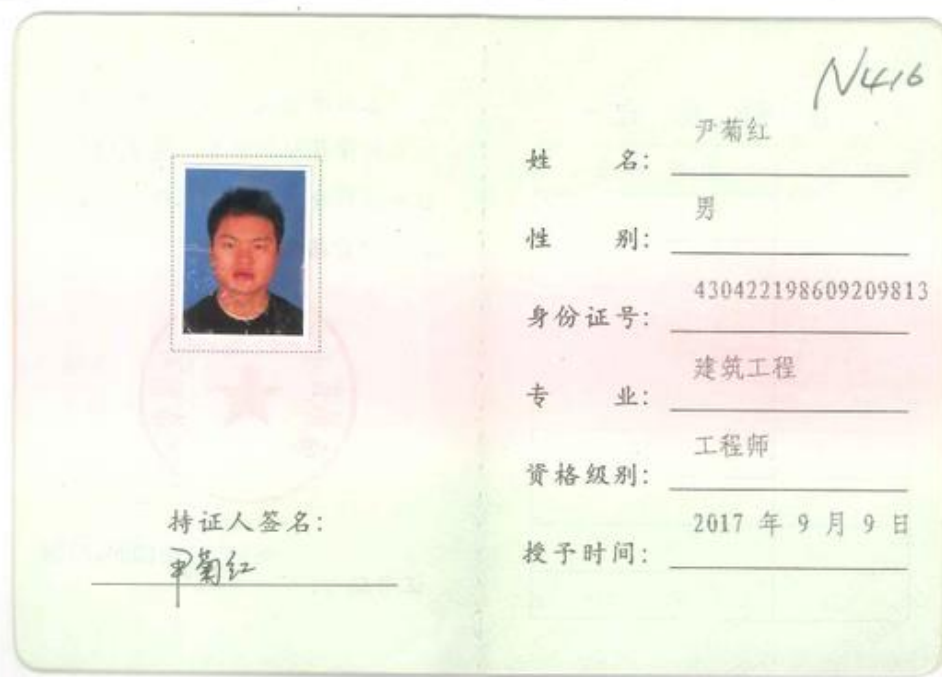 N416
姓 名: 尹菊红
性 别: 男
身份证号: 430422198609209813
专 业: 建筑工程
资格级别: 工程师
授予时间: 2017 年 9 月 9 日
持证人签名:
尹菊红